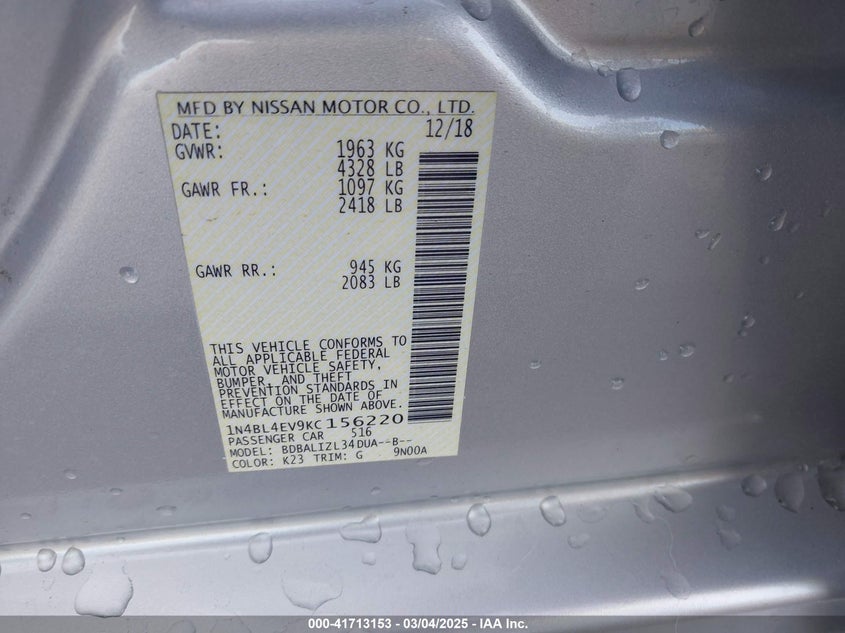 MFD BY NISSAN MOTOR CO., LTD.
DATE: 12/18
GVWR: 1963 KG
4328 LB
GAWR FR.: 1097 KG
2418 LB
GAWR RR.: 945 KG
2083 LB
THIS VEHICLE CONFORMS TO
ALL APPLICABLE FEDERAL
MOTOR VEHICLE SAFETY,
BUMPER, AND THEFT
PREVENTION STANDARDS IN
EFFECT ON THE DATE OF
MANUFACTURE SHOWN ABOVE.
1N4BL4EV9KC156220
PASSENGER CAR 516
MODEL: BDBALIZL34DUA--B--
COLOR: K23 TRIM: G 9N00A
000-41713153 - 03/04/2025 - IAA Inc.